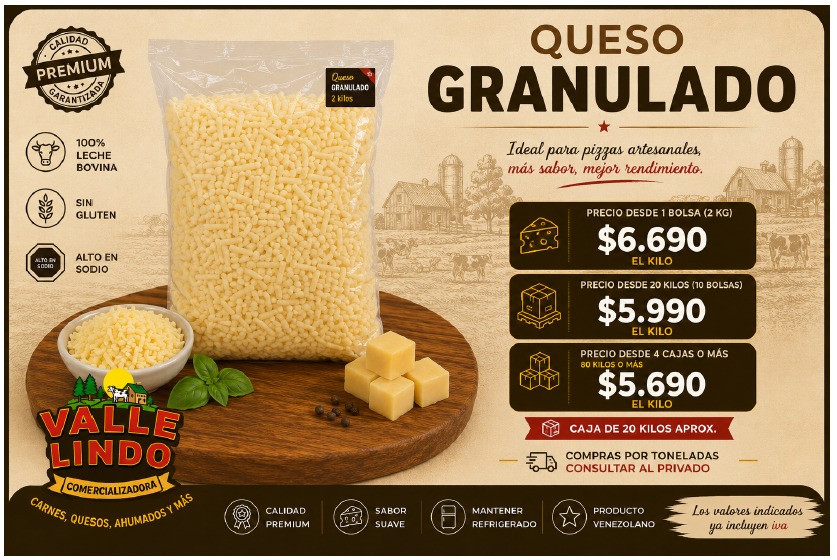 CALIDAD
PREMIUM
GARANTIZADA
100%
LECHE
BOVINA
SIN
GLUTEN
ALTO EN
SODIO
ALTO EN
SODIO
Queso
GRANULADO
2 kilos
QUESO
GRANULADO
Ideal para pizzas artesanales,
más sabor, mejor rendimiento.
PRECIO DESDE 1 BOLSA (2 KG)
$6.690
EL KILO
PRECIO DESDE 20 KILOS (10 BOLSAS)
$5.990
EL KILO
PRECIO DESDE 4 CAJAS O MÁS
80 KILOS O MÁS
$5.690
EL KILO
CAJA DE 20 KILOS APROX.
COMPRAS POR TONELADAS
CONSULTAR AL PRIVADO
VALLE
LINDO
COMERCIALIZADORA
CARNES, QUESOS, AHUMADOS Y MÁS
CALIDAD
PREMIUM
SABOR
SUAVE
MANTENER
REFRIGERADO
PRODUCTO
VENEZOLANO
Los valores indicados
ya incluyen iva